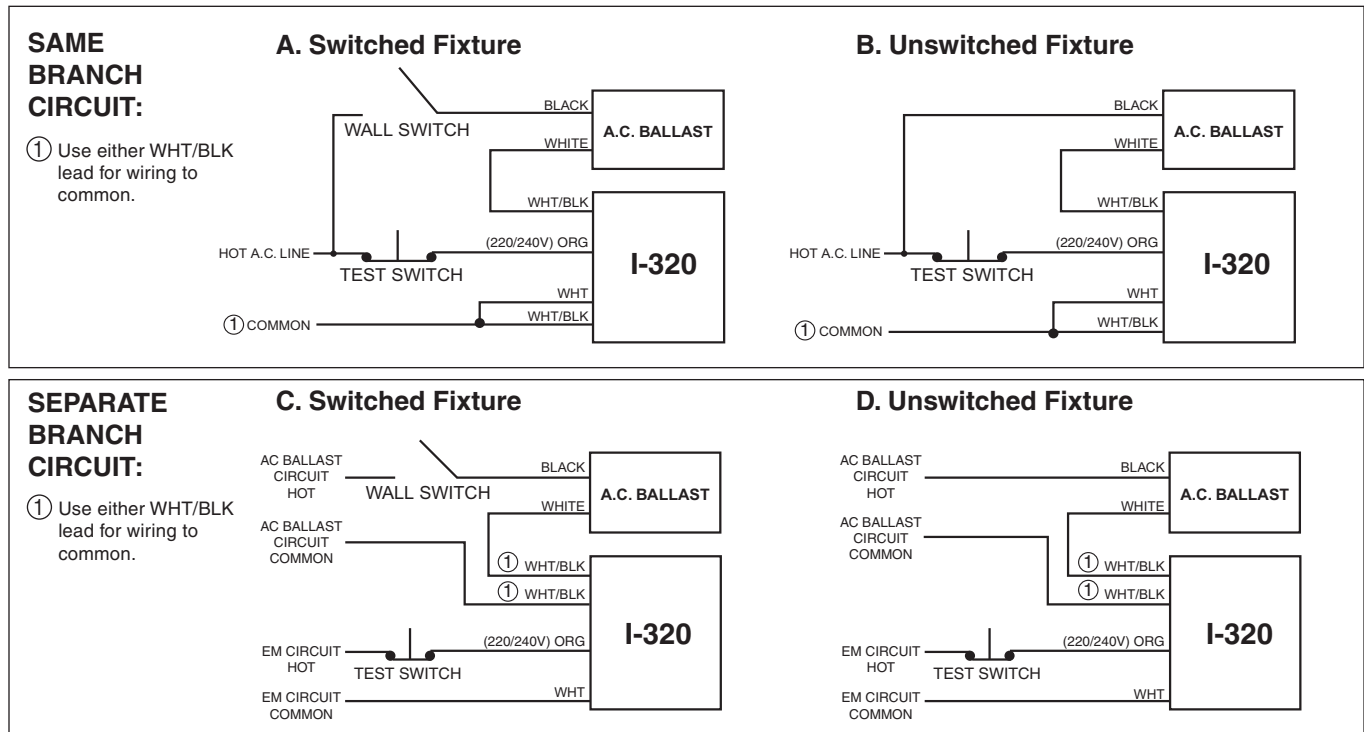 SAME
BRANCH
CIRCUIT:
① Use either WHT/BLK
lead for wiring to
common.
A. Switched Fixture
BLACK
WALL SWITCH
A.C. BALLAST
WHITE
WHT/BLK
HOT A.C. LINE
(220/240V) ORG
TEST SWITCH
I-320
WHT
① COMMON
WHT/BLK
B. Unswitched Fixture
BLACK
A.C. BALLAST
WHITE
WHT/BLK
HOT A.C. LINE
(220/240V) ORG
TEST SWITCH
I-320
WHT
① COMMON
WHT/BLK
SEPARATE
BRANCH
CIRCUIT:
① Use either WHT/BLK
lead for wiring to
common.
C. Switched Fixture
AC BALLAST
CIRCUIT
HOT
WALL SWITCH
BLACK
A.C. BALLAST
WHITE
AC BALLAST
CIRCUIT
COMMON
① WHT/BLK
① WHT/BLK
I-320
EM CIRCUIT
HOT
(220/240V) ORG
TEST SWITCH
EM CIRCUIT
COMMON
WHT
D. Unswitched Fixture
AC BALLAST
CIRCUIT
HOT
BLACK
A.C. BALLAST
WHITE
AC BALLAST
CIRCUIT
COMMON
① WHT/BLK
① WHT/BLK
I-320
EM CIRCUIT
HOT
(220/240V) ORG
TEST SWITCH
EM CIRCUIT
COMMON
WHT